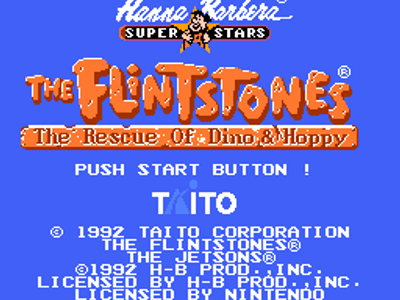 Hanna Barbera
SUPER STARS
THE FLINTSTONES®
The Rescue Of Dino & Hoppy
PUSH START BUTTON !
TAITO
© 1992 TAITO CORPORATION
THE FLINTSTONES®
THE JETSONS®
©1992 H-B PROD.,INC.
LICENSED BY H-B PROD.,INC.
LICENSED BY NINTENDO